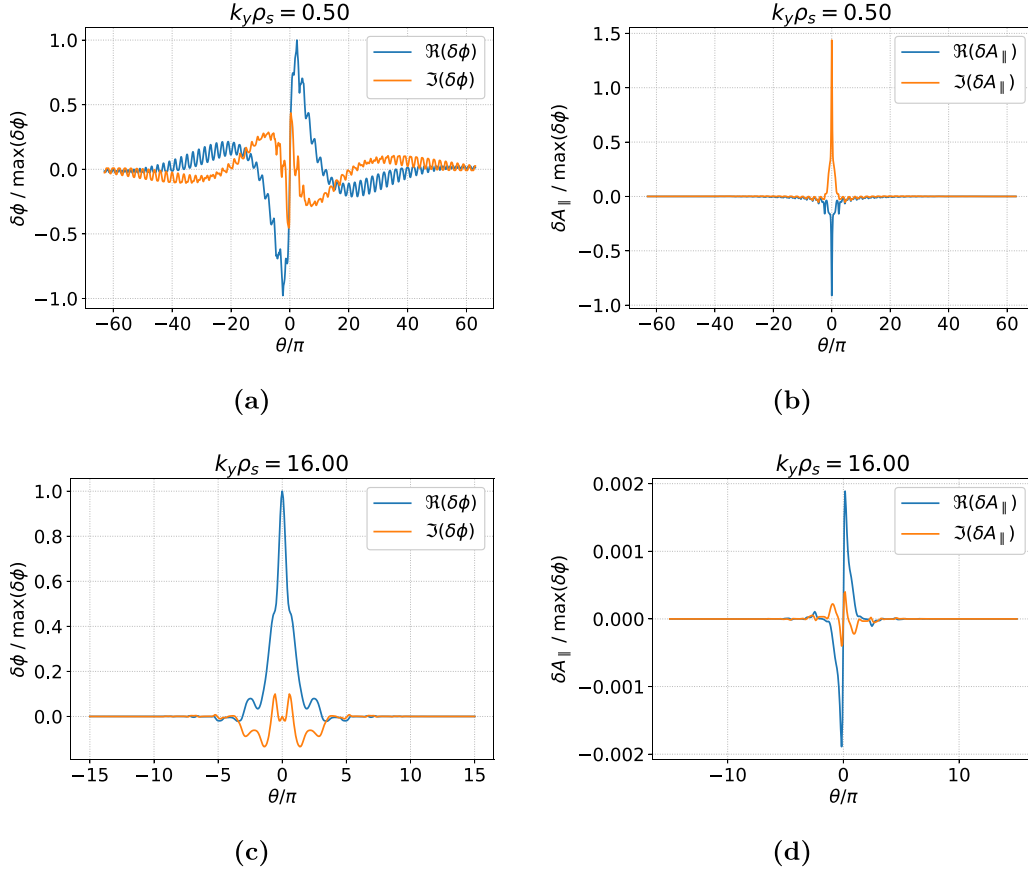 k_yρ_s = 0.50
ℜ(δϕ)
ℑ(δϕ)
δϕ / max(δϕ)
1.0
0.5
0.0
−0.5
−1.0
−60 −40 −20 0 20 40 60
θ/π
(a)
k_yρ_s = 0.50
ℜ(δA_∥)
ℑ(δA_∥)
δA_∥ / max(δϕ)
1.5
1.0
0.5
0.0
−0.5
−1.0
−60 −40 −20 0 20 40 60
θ/π
(b)
k_yρ_s = 16.00
ℜ(δϕ)
ℑ(δϕ)
δϕ / max(δϕ)
1.0
0.8
0.6
0.4
0.2
0.0
−15 −10 −5 0 5 10 15
θ/π
(c)
k_yρ_s = 16.00
ℜ(δA_∥)
ℑ(δA_∥)
δA_∥ / max(δϕ)
0.002
0.001
0.000
−0.001
−0.002
−10 0 10
θ/π
(d)